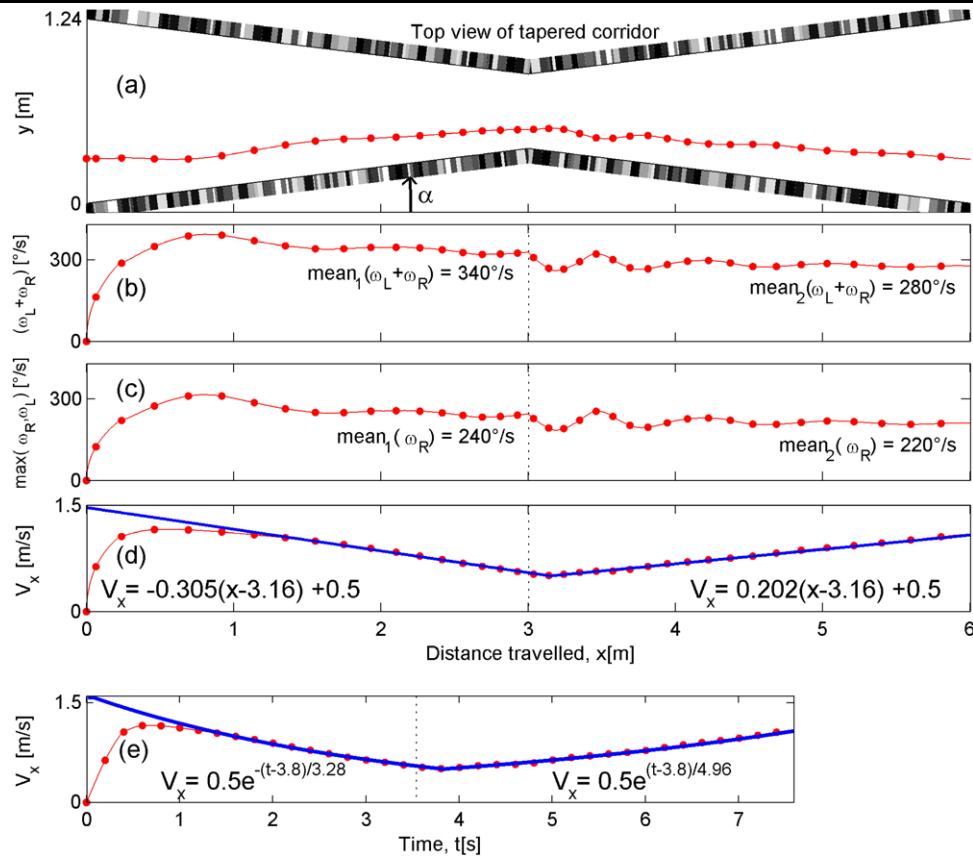 1.24
Top view of tapered corridor
(a)
y [m]
0
α
(ω_L+ω_R) [°/s]
300
0
(b)
mean_1(ω_L+ω_R) = 340°/s
mean_2(ω_L+ω_R) = 280°/s
max(ω_R,ω_L) [°/s]
300
0
(c)
mean_1(ω_R) = 240°/s
mean_2(ω_R) = 220°/s
V_x [m/s]
1.5
0
(d)
V_x= -0.305(x-3.16) +0.5
V_x= 0.202(x-3.16) +0.5
0 1 2 3 4 5 6
Distance travelled, x[m]
V_x [m/s]
1.5
0
(e)
V_x= 0.5e^-(t-3.8)/3.28
V_x= 0.5e^(t-3.8)/4.96
0 1 2 3 4 5 6 7
Time, t[s]